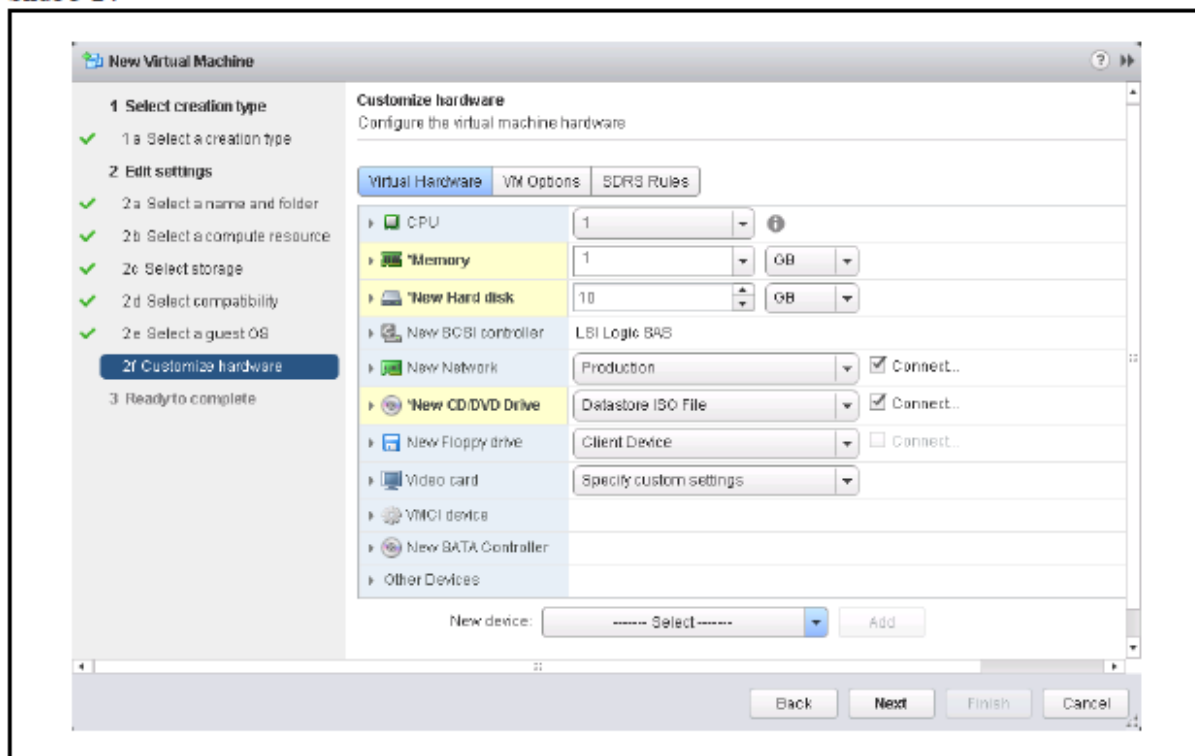 New Virtual Machine
1 Select creation type
1a Select a creation type
2 Edit settings
2a Select a name and folder
2b Select a compute resource
2c Select storage
2d Select compatibility
2e Select a guest OS
2f Customize hardware
3 Ready to complete
Customize hardware
Configure the virtual machine hardware
Virtual Hardware VM Options SDRS Rules
CPU 1
*Memory 1 GB
*New Hard disk 10 GB
New SCSI controller LSI Logic SAS
New Network Production Connect...
*New CD/DVD Drive Datastore ISO File Connect...
New Floppy drive Client Device Connect...
Video card Specify custom settings
VMCI device
New SATA Controller
Other Devices
New device: ------- Select ------- Add
Back Next Finish Cancel